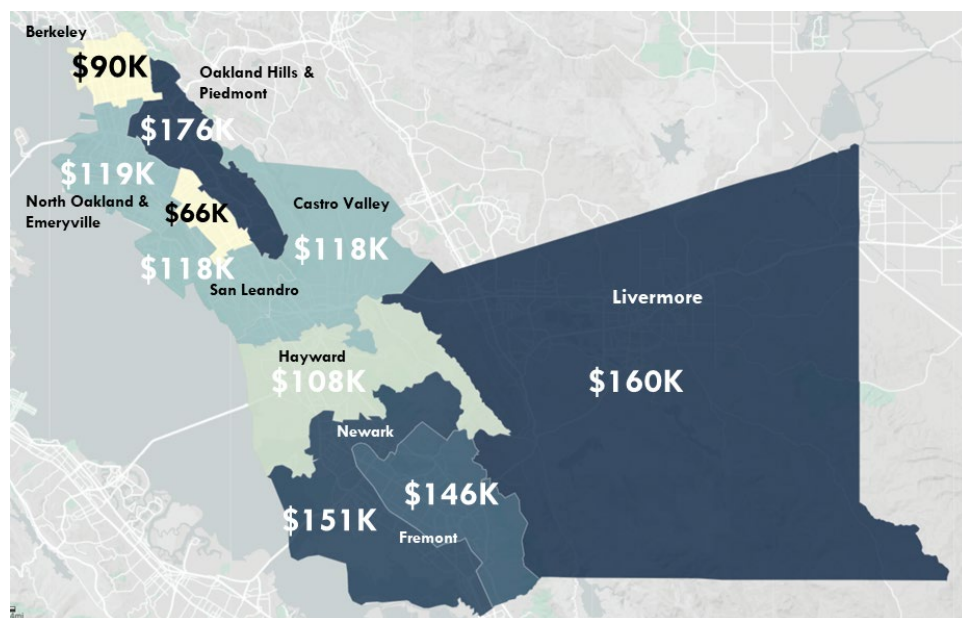 Berkeley
$90K
Oakland Hills &
Piedmont
$176K
$119K
North Oakland &
Emeryville
$66K
Castro Valley
$118K
$118K
San Leandro
Livermore
$160K
Hayward
$108K
Newark
$146K
$151K
Fremont